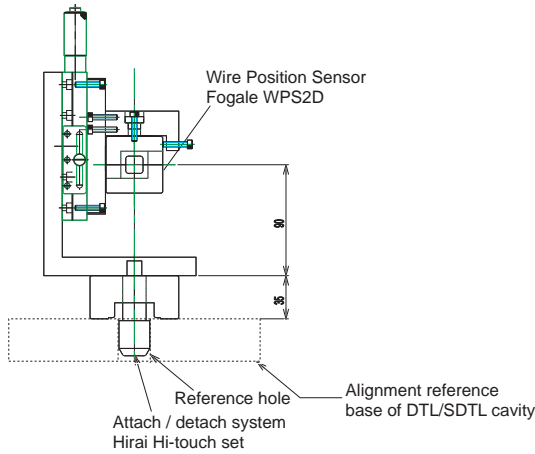 Wire Position Sensor
Fogale WPS2D
90
35
Reference hole
Attach / detach system
Hirai Hi-touch set
Alignment reference
base of DTL/SDTL cavity